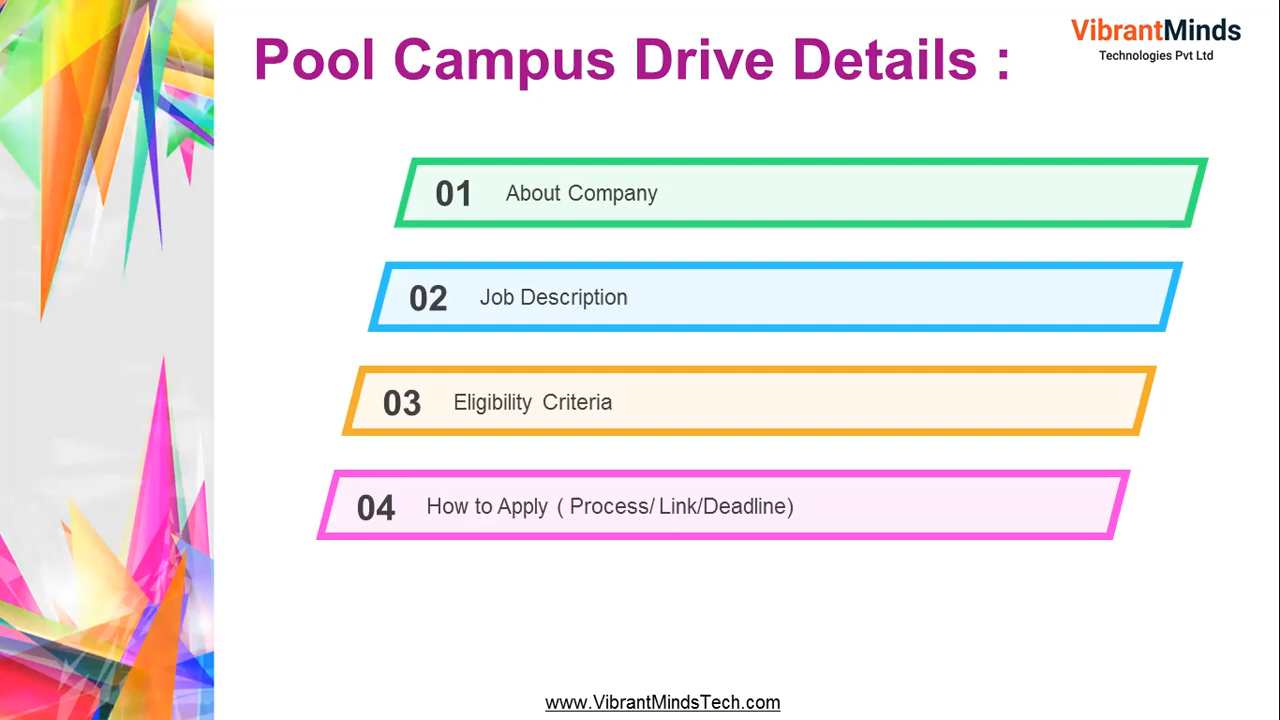 Pool Campus Drive Details :
VibrantMinds
Technologies Pvt Ltd
01 About Company
02 Job Description
03 Eligibility Criteria
04 How to Apply ( Process/ Link/Deadline)
www.VibrantMindsTech.com